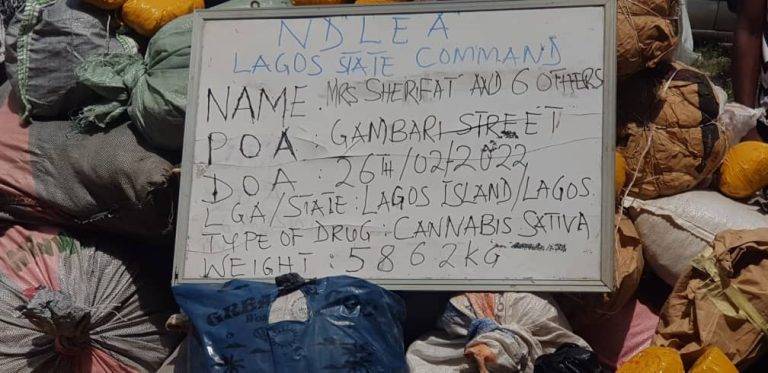 NDLEA
LAGOS STATE COMMAND
NAME: MRS SHERIFAT AND 6 OTHERS
POA: GAMBARI STREET
DOA: 26TH/02/2022
LGA/STATE: LAGOS ISLAND/LAGOS
TYPE OF DRUG: CANNABIS SATIVA
WEIGHT: 5862KG